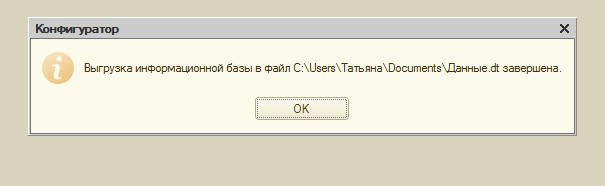 Конфигуратор
Выгрузка информационной базы в файл C:\Users\Татьяна\Documents\Данные.dt завершена.
OK